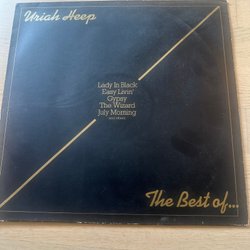 Uriah Heep
Lady In Black
Easy Livin'
Gypsy
The Wizard
July Morning
and others
The Best of...